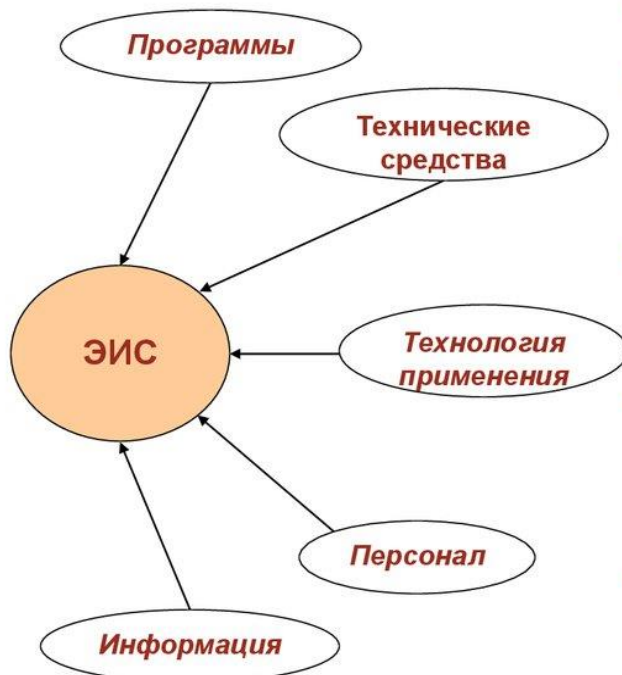 Программы
Технические
средства
ЭИС
Технология
применения
Персонал
Информация